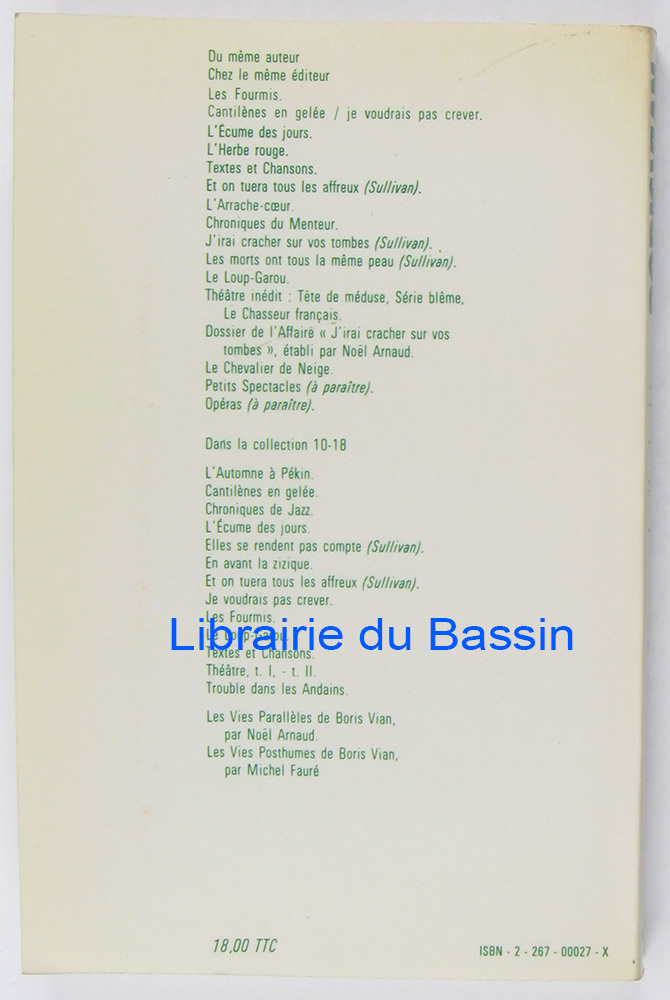 Du même auteur
Chez le même éditeur
Les Fourmis.
Cantilènes en gelée / je voudrais pas crever.
L'Écume des jours.
L'Herbe rouge.
Textes et Chansons.
Et on tuera tous les affreux (Sullivan).
L'Arrache-cœur.
Chroniques du Menteur.
J'irai cracher sur vos tombes (Sullivan).
Les morts ont tous la même peau (Sullivan).
Le Loup-Garou.
Théâtre inédit : Tête de méduse, Série blême,
Le Chasseur français.
Dossier de l'Affaire « J'irai cracher sur vos
tombes », établi par Noël Arnaud.
Le Chevalier de Neige.
Petits Spectacles (à paraître).
Opéras (à paraître).
Dans la collection 10-18
L'Automne à Pékin.
Cantilènes en gelée.
Chroniques de Jazz.
L'Écume des jours.
Elles se rendent pas compte (Sullivan).
En avant la zizique.
Et on tuera tous les affreux (Sullivan).
Je voudrais pas crever.
Les Fourmis.
Librairie du Bassin
Le Loup-Garou.
Textes et Chansons.
Théâtre, t. I, - t. II.
Trouble dans les Andains.
Les Vies Parallèles de Boris Vian,
par Noël Arnaud.
Les Vies Posthumes de Boris Vian,
par Michel Fauré
18,00 TTC
ISBN - 2 - 267 - 00027 - X